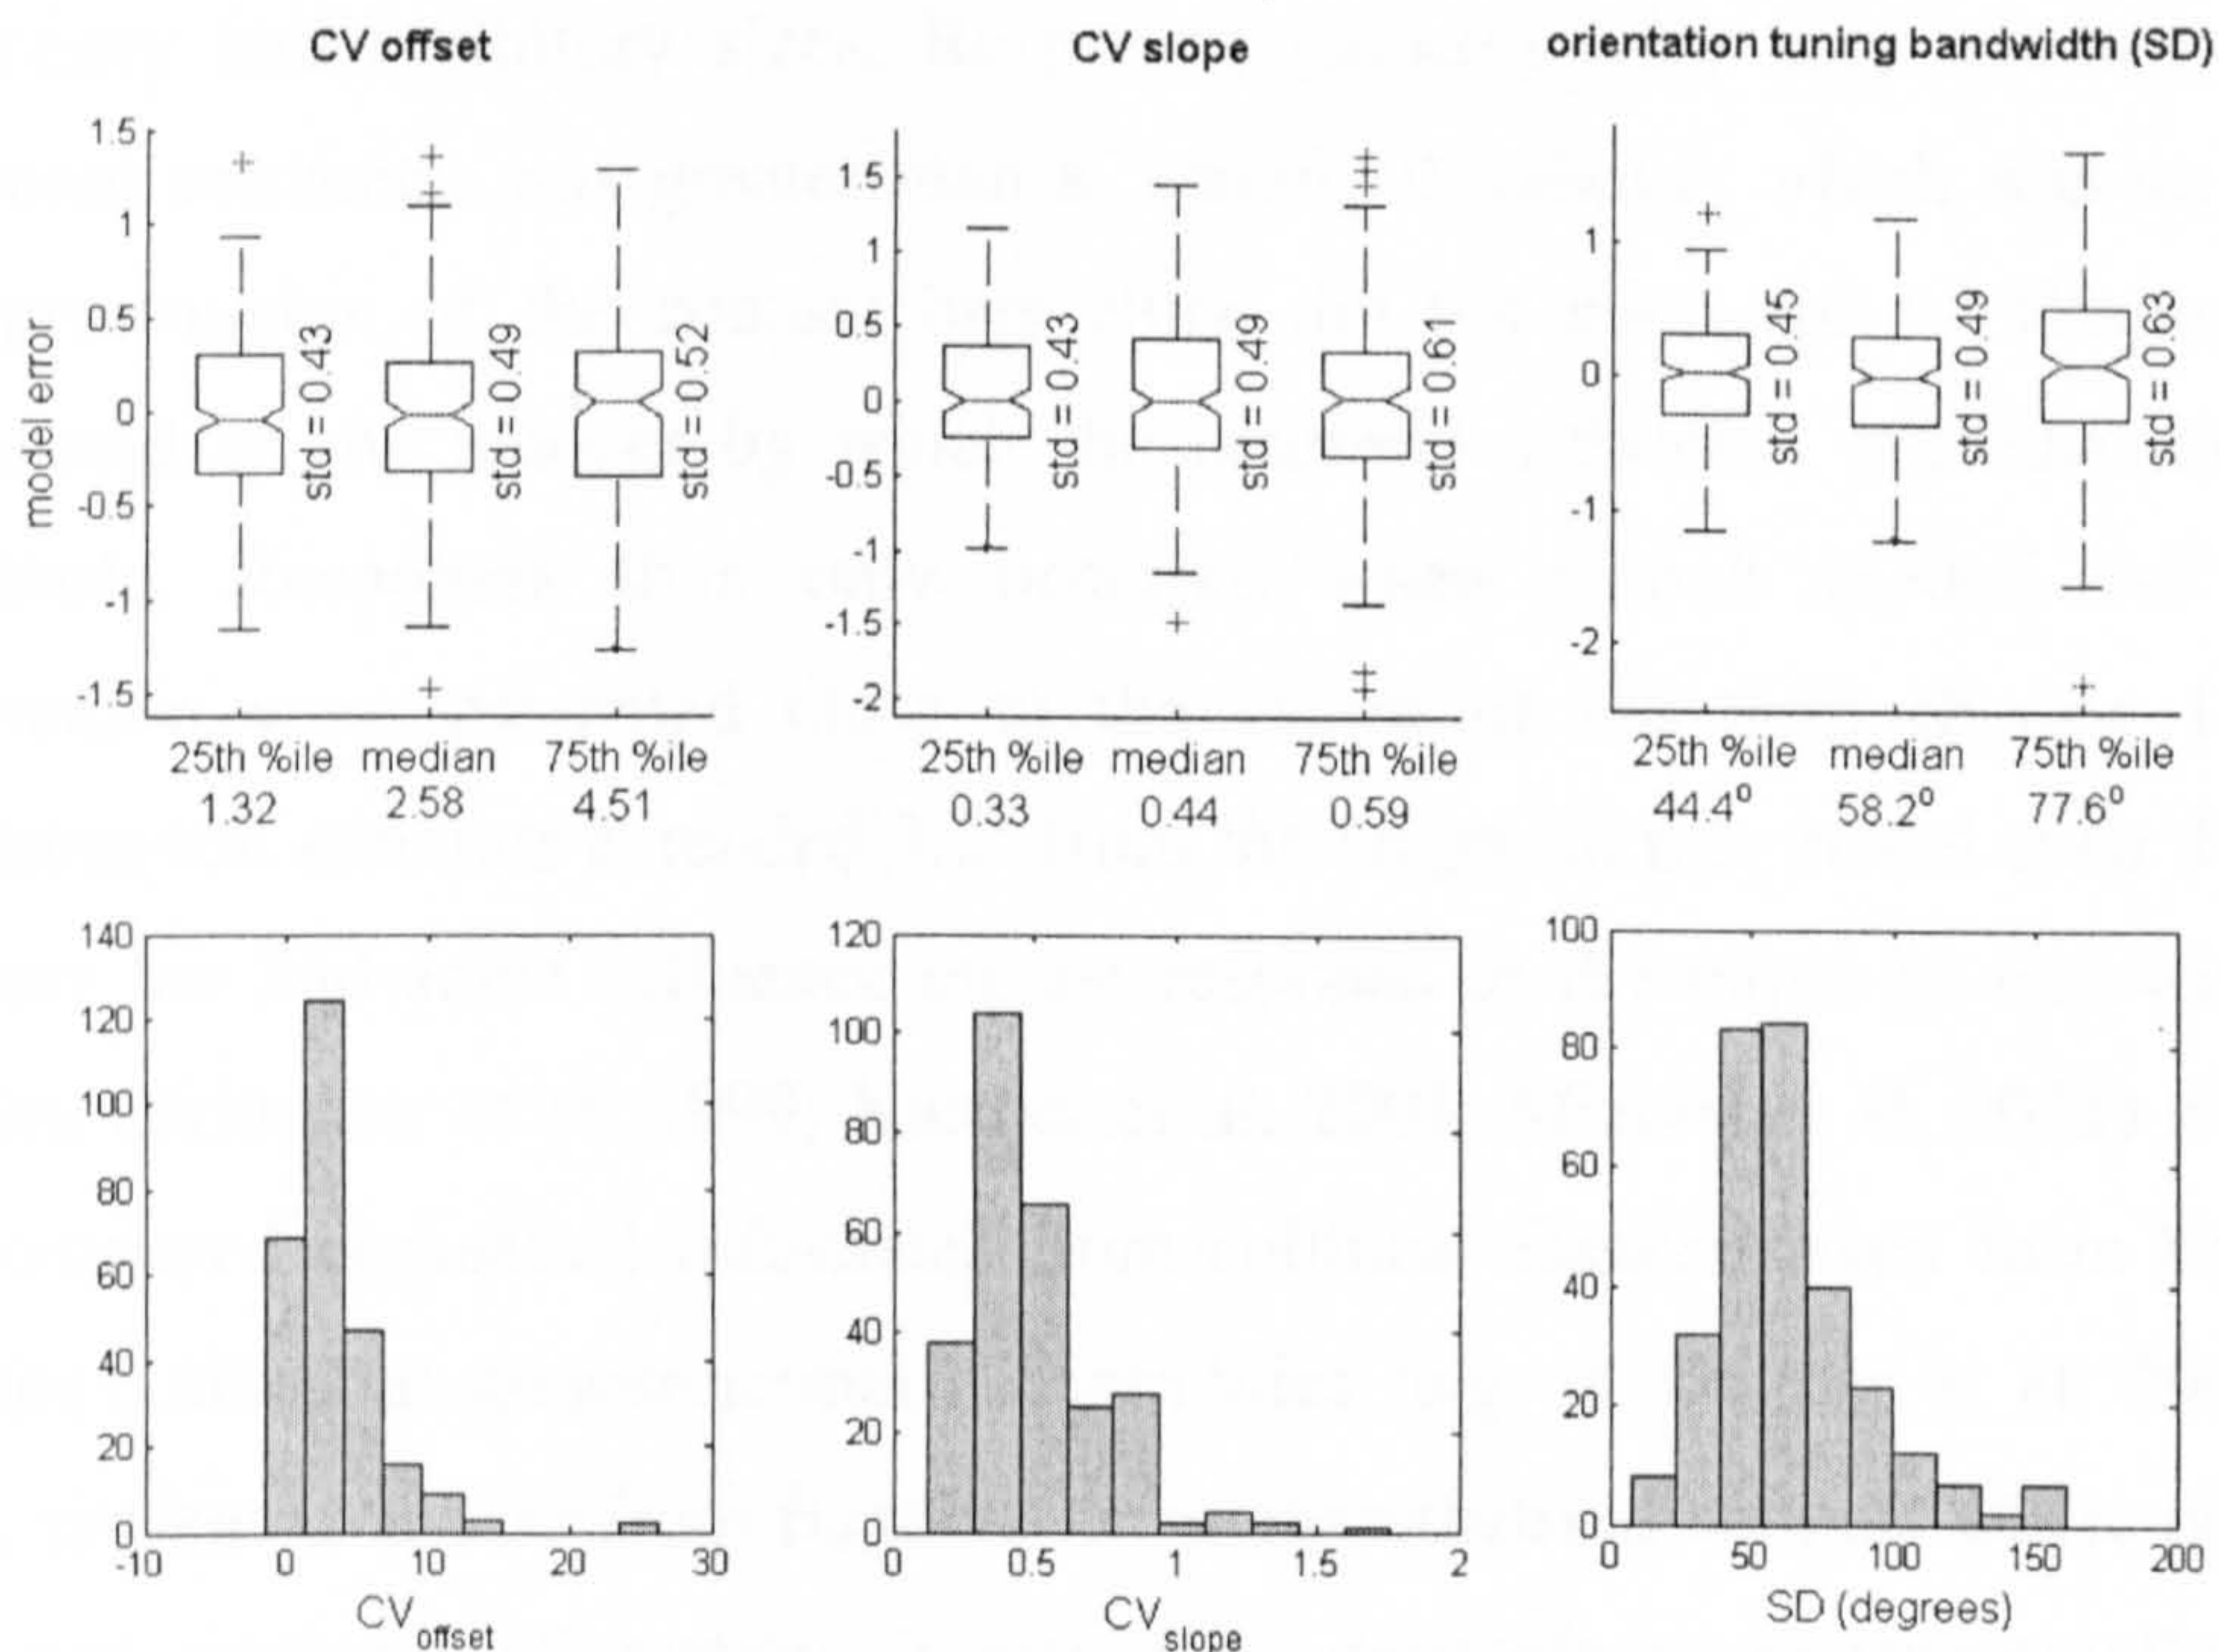 CV offset
CV slope
orientation tuning bandwidth (SD)
model error
1.5
1
0.5
0
-0.5
-1
-1.5
std = 0.43
std = 0.49
std = 0.52
25th %ile median 75th %ile
1.32 2.58 4.51
1.5
1
0.5
0
-0.5
-1
-1.5
-2
std = 0.43
std = 0.49
std = 0.61
25th %ile median 75th %ile
0.33 0.44 0.59
1
0
-1
-2
std = 0.45
std = 0.49
std = 0.63
25th %ile median 75th %ile
44.4⁰ 58.2⁰ 77.6⁰
140
120
100
80
60
40
20
0
-10 0 10 20 30
CVoffset
120
100
80
60
40
20
0
0 0.5 1 1.5 2
CVslope
100
80
60
40
20
0
0 50 100 150 200
SD (degrees)